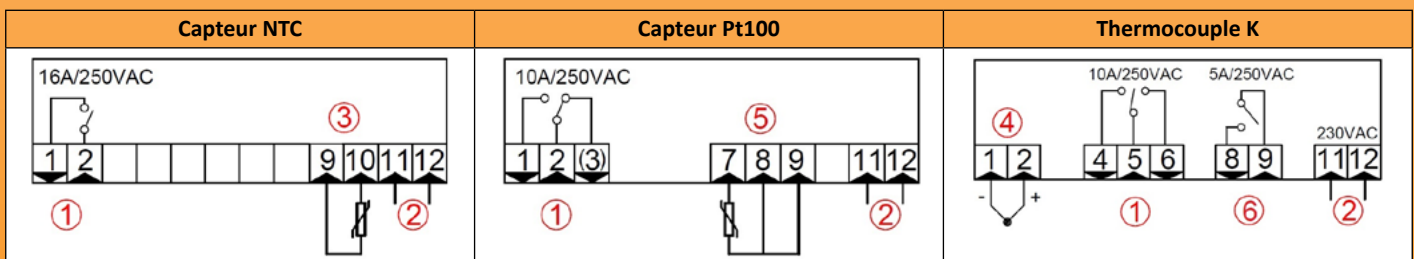 Capteur NTC
16A/250VAC
③
1 2 9 10 11 12
① ②
Capteur Pt100
10A/250VAC
⑤
1 2 (3) 7 8 9 11 12
① ②
Thermocouple K
10A/250VAC 5A/250VAC
④
230VAC
1 2 4 5 6 8 9 11 12
- +
① ⑥ ②